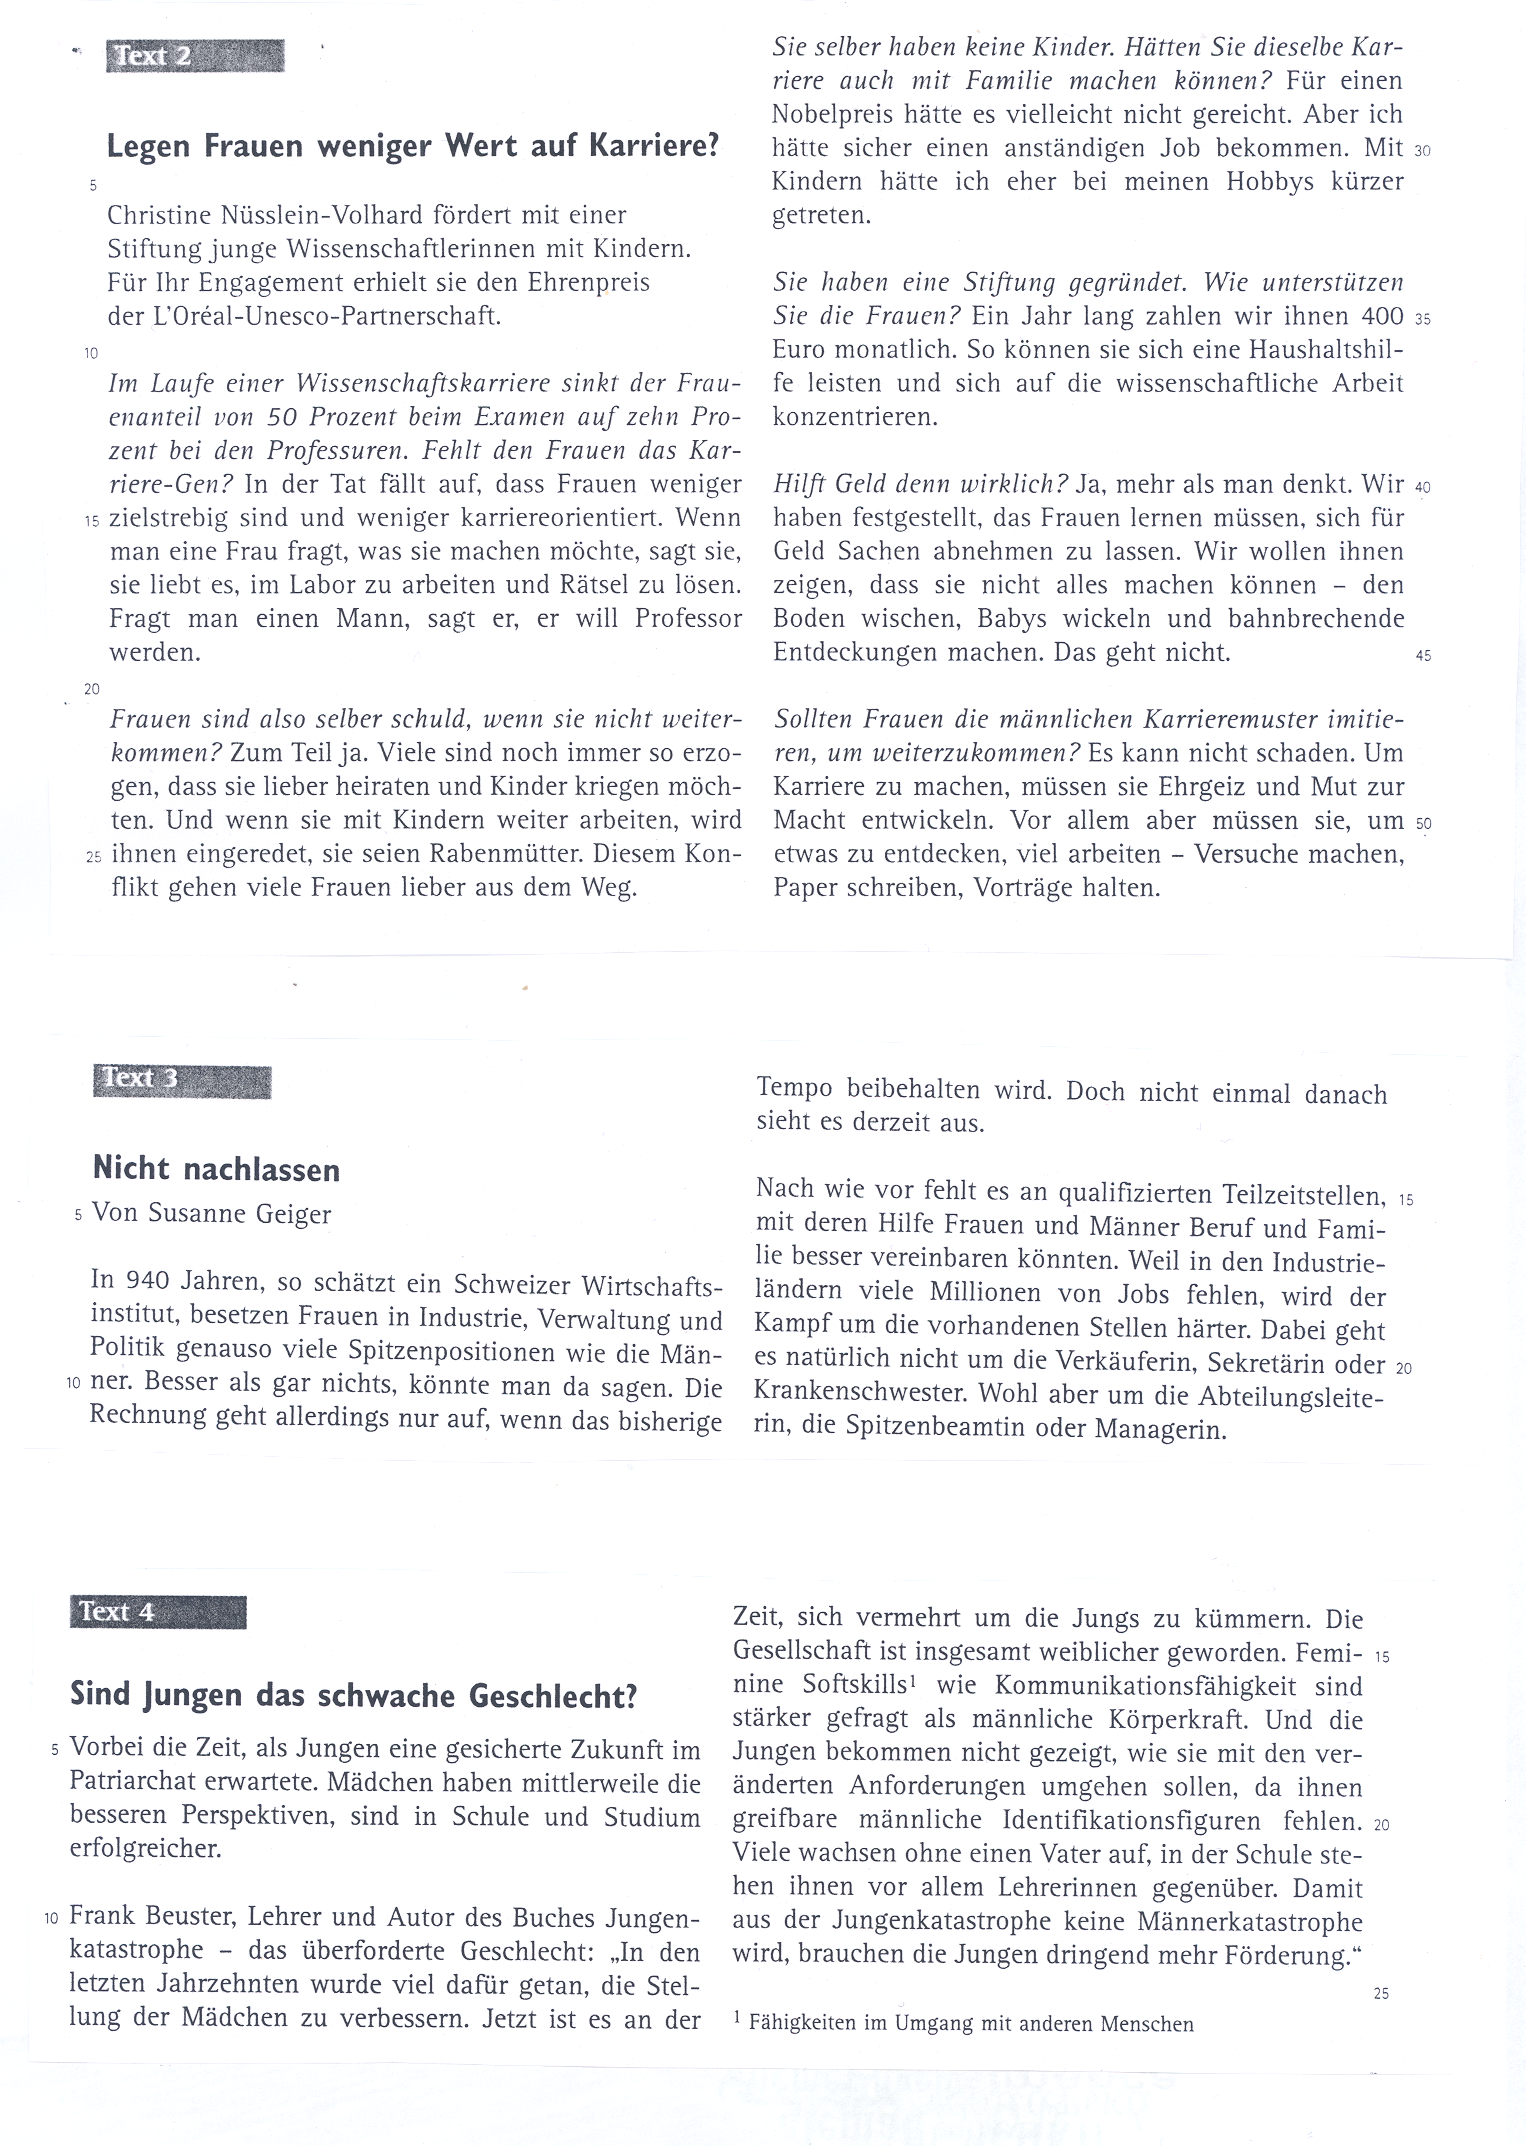 Text 2
Legen Frauen weniger Wert auf Karriere?
5
Christine Nüsslein-Volhard fördert mit einer
Stiftung junge Wissenschaftlerinnen mit Kindern.
Für Ihr Engagement erhielt sie den Ehrenpreis
der L'Oréal-Unesco-Partnerschaft.
10
Im Laufe einer Wissenschaftskarriere sinkt der Frau-
enanteil von 50 Prozent beim Examen auf zehn Pro-
zent bei den Professuren. Fehlt den Frauen das Kar-
riere-Gen? In der Tat fällt auf, dass Frauen weniger
15 zielstrebig sind und weniger karriereorientiert. Wenn
man eine Frau fragt, was sie machen möchte, sagt sie,
sie liebt es, im Labor zu arbeiten und Rätsel zu lösen.
Fragt man einen Mann, sagt er, er will Professor
werden.
20
Frauen sind also selber schuld, wenn sie nicht weiter-
kommen? Zum Teil ja. Viele sind noch immer so erzo-
gen, dass sie lieber heiraten und Kinder kriegen möch-
ten. Und wenn sie mit Kindern weiter arbeiten, wird
25 ihnen eingeredet, sie seien Rabenmütter. Diesem Kon-
flikt gehen viele Frauen lieber aus dem Weg.
Sie selber haben keine Kinder. Hätten Sie dieselbe Kar-
riere auch mit Familie machen können? Für einen
Nobelpreis hätte es vielleicht nicht gereicht. Aber ich
hätte sicher einen anständigen Job bekommen. Mit 30
Kindern hätte ich eher bei meinen Hobbys kürzer
getreten.
Sie haben eine Stiftung gegründet. Wie unterstützen
Sie die Frauen? Ein Jahr lang zahlen wir ihnen 400 35
Euro monatlich. So können sie sich eine Haushaltshil-
fe leisten und sich auf die wissenschaftliche Arbeit
konzentrieren.
Hilft Geld denn wirklich? Ja, mehr als man denkt. Wir 40
haben festgestellt, das Frauen lernen müssen, sich für
Geld Sachen abnehmen zu lassen. Wir wollen ihnen
zeigen, dass sie nicht alles machen können – den
Boden wischen, Babys wickeln und bahnbrechende
Entdeckungen machen. Das geht nicht. 45
Sollten Frauen die männlichen Karrieremuster imitie-
ren, um weiterzukommen? Es kann nicht schaden. Um
Karriere zu machen, müssen sie Ehrgeiz und Mut zur
Macht entwickeln. Vor allem aber müssen sie, um 50
etwas zu entdecken, viel arbeiten – Versuche machen,
Paper schreiben, Vorträge halten.
Text 3
Nicht nachlassen
5 Von Susanne Geiger
In 940 Jahren, so schätzt ein Schweizer Wirtschafts-
institut, besetzen Frauen in Industrie, Verwaltung und
Politik genauso viele Spitzenpositionen wie die Män-
10 ner. Besser als gar nichts, könnte man da sagen. Die
Rechnung geht allerdings nur auf, wenn das bisherige
Tempo beibehalten wird. Doch nicht einmal danach
sieht es derzeit aus.
Nach wie vor fehlt es an qualifizierten Teilzeitstellen, 15
mit deren Hilfe Frauen und Männer Beruf und Fami-
lie besser vereinbaren könnten. Weil in den Industrie-
ländern viele Millionen von Jobs fehlen, wird der
Kampf um die vorhandenen Stellen härter. Dabei geht
es natürlich nicht um die Verkäuferin, Sekretärin oder 20
Krankenschwester. Wohl aber um die Abteilungsleite-
rin, die Spitzenbeamtin oder Managerin.
Text 4
Sind Jungen das schwache Geschlecht?
5 Vorbei die Zeit, als Jungen eine gesicherte Zukunft im
Patriarchat erwartete. Mädchen haben mittlerweile die
besseren Perspektiven, sind in Schule und Studium
erfolgreicher.
10 Frank Beuster, Lehrer und Autor des Buches Jungen-
katastrophe – das überforderte Geschlecht: „In den
letzten Jahrzehnten wurde viel dafür getan, die Stel-
lung der Mädchen zu verbessern. Jetzt ist es an der
Zeit, sich vermehrt um die Jungs zu kümmern. Die
Gesellschaft ist insgesamt weiblicher geworden. Femi- 15
nine Softskills¹ wie Kommunikationsfähigkeit sind
stärker gefragt als männliche Körperkraft. Und die
Jungen bekommen nicht gezeigt, wie sie mit den ver-
änderten Anforderungen umgehen sollen, da ihnen
greifbare männliche Identifikationsfiguren fehlen. 20
Viele wachsen ohne einen Vater auf, in der Schule ste-
hen ihnen vor allem Lehrerinnen gegenüber. Damit
aus der Jungenkatastrophe keine Männerkatastrophe
wird, brauchen die Jungen dringend mehr Förderung.“
25
¹ Fähigkeiten im Umgang mit anderen Menschen